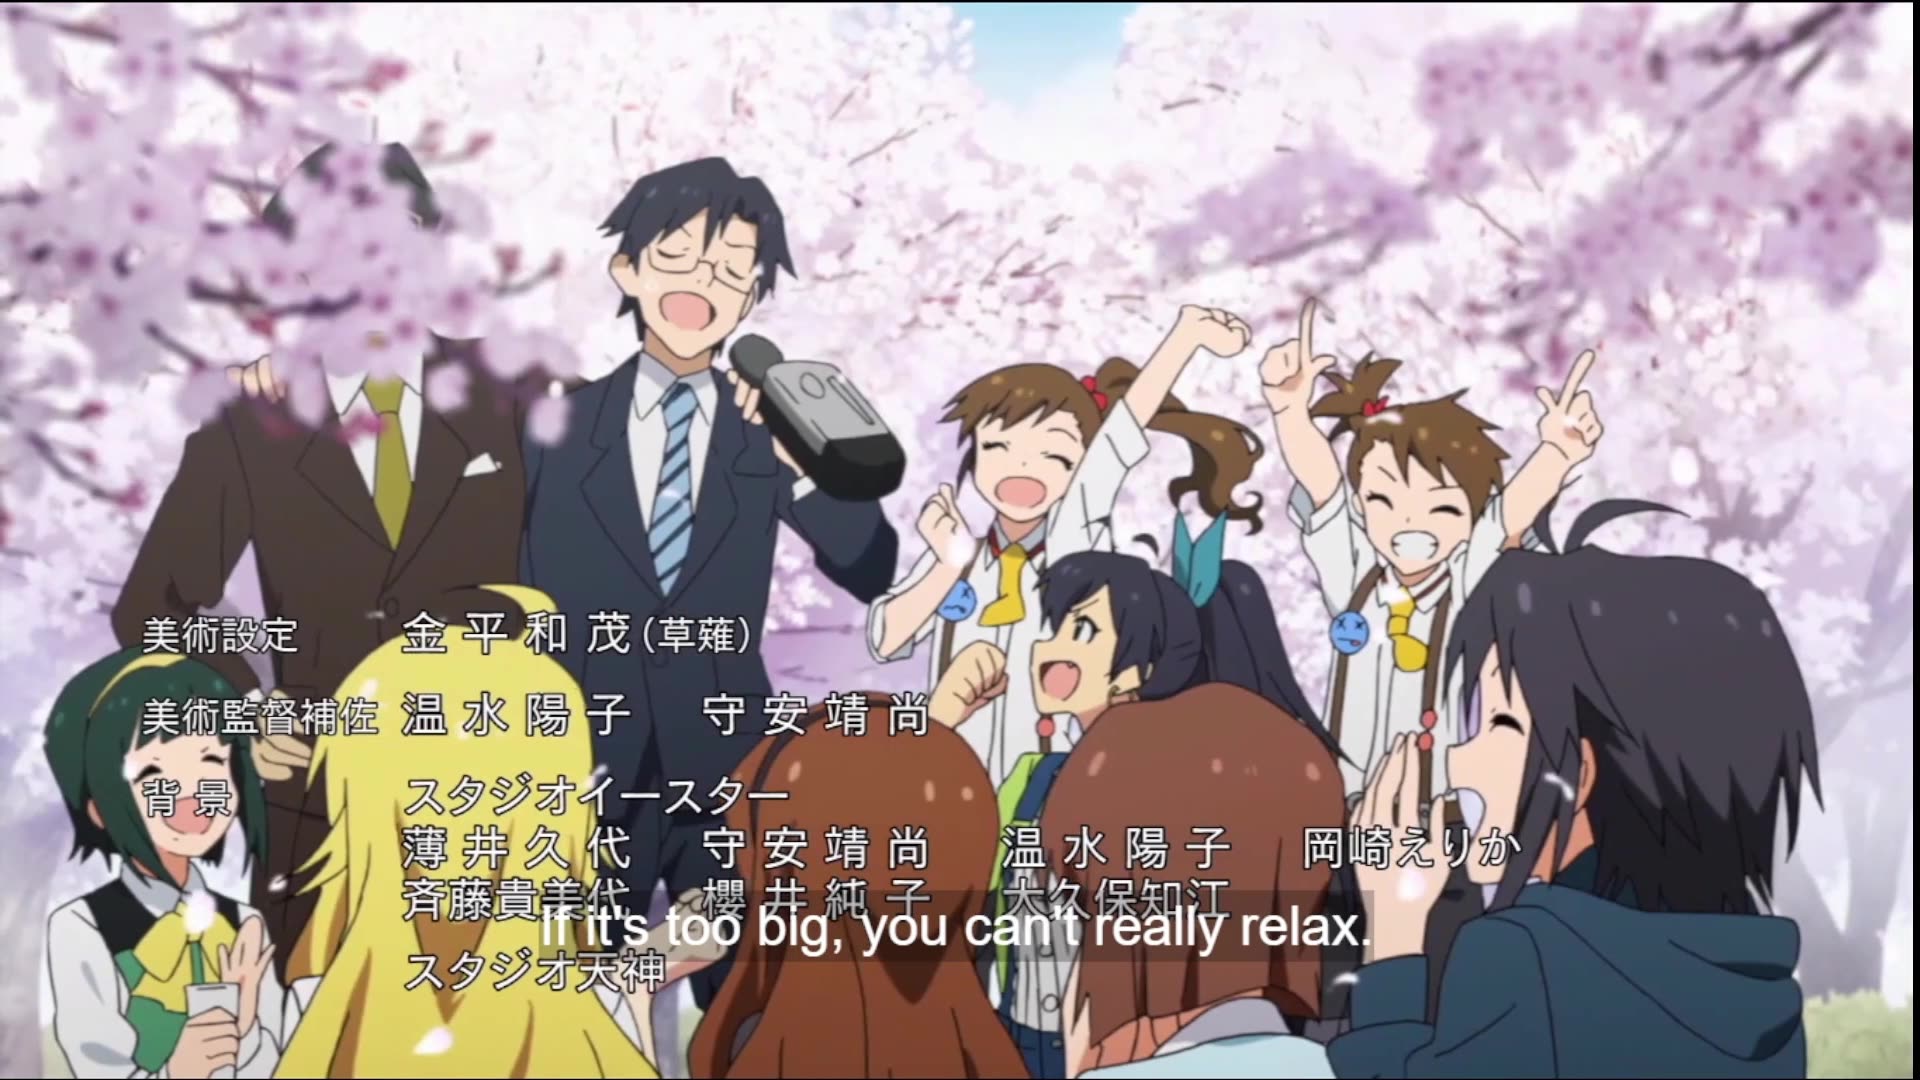 美術設定 金平和茂(草薙)
美術監督補佐 温水陽子 守安靖尚
背景 スタジオイースター
薄井久代 守安靖尚 温水陽子 岡崎えりか
斉藤貴美代 櫻井純子 大久保知江
If it's too big, you can't really relax.
スタジオ天神